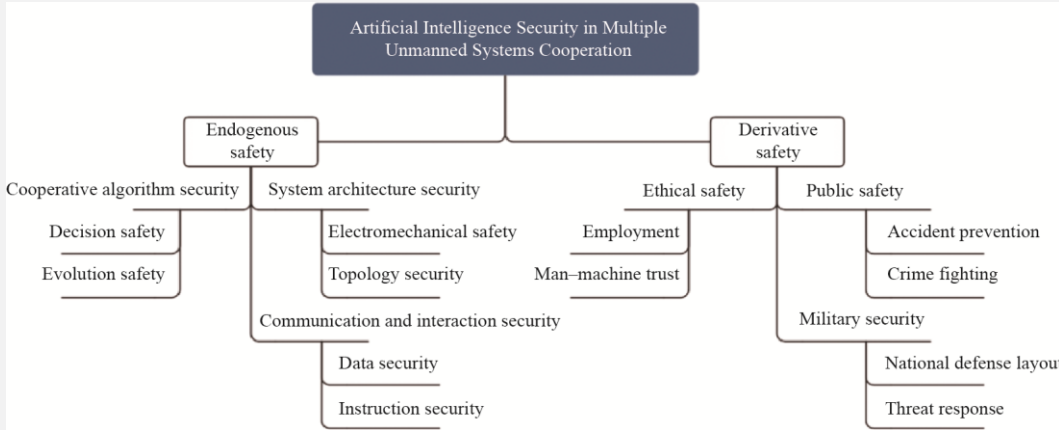 Artificial Intelligence Security in Multiple
Unmanned Systems Cooperation
Endogenous
safety
Derivative
safety
Cooperative algorithm security
System architecture security
Ethical safety
Public safety
Decision safety
Electromechanical safety
Employment
Accident prevention
Evolution safety
Topology security
Man–machine trust
Crime fighting
Communication and interaction security
Military security
Data security
National defense layout
Instruction security
Threat response